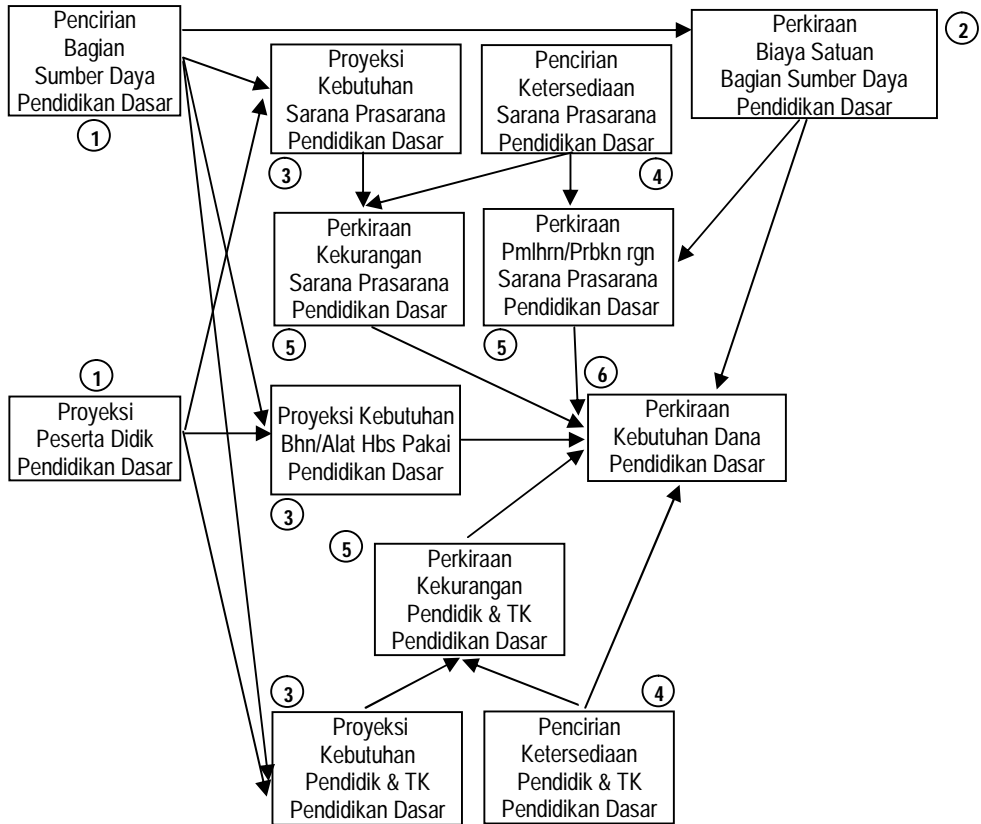 Pencirian
Bagian
Sumber Daya
Pendidikan Dasar
1
Proyeksi
Kebutuhan
Sarana Prasarana
Pendidikan Dasar
3
Pencirian
Ketersediaan
Sarana Prasarana
Pendidikan Dasar
4
Perkiraan
Biaya Satuan
Bagian Sumber Daya
Pendidikan Dasar
2
Perkiraan
Kekurangan
Sarana Prasarana
Pendidikan Dasar
5
Perkiraan
Pmlhrn/Prbkn rgn
Sarana Prasarana
Pendidikan Dasar
5
1
Proyeksi
Peserta Didik
Pendidikan Dasar
Proyeksi Kebutuhan
Bhn/Alat Hbs Pakai
Pendidikan Dasar
3
6
Perkiraan
Kebutuhan Dana
Pendidikan Dasar
5
Perkiraan
Kekurangan
Pendidik & TK
Pendidikan Dasar
3
Proyeksi
Kebutuhan
Pendidik & TK
Pendidikan Dasar
4
Pencirian
Ketersediaan
Pendidik & TK
Pendidikan Dasar